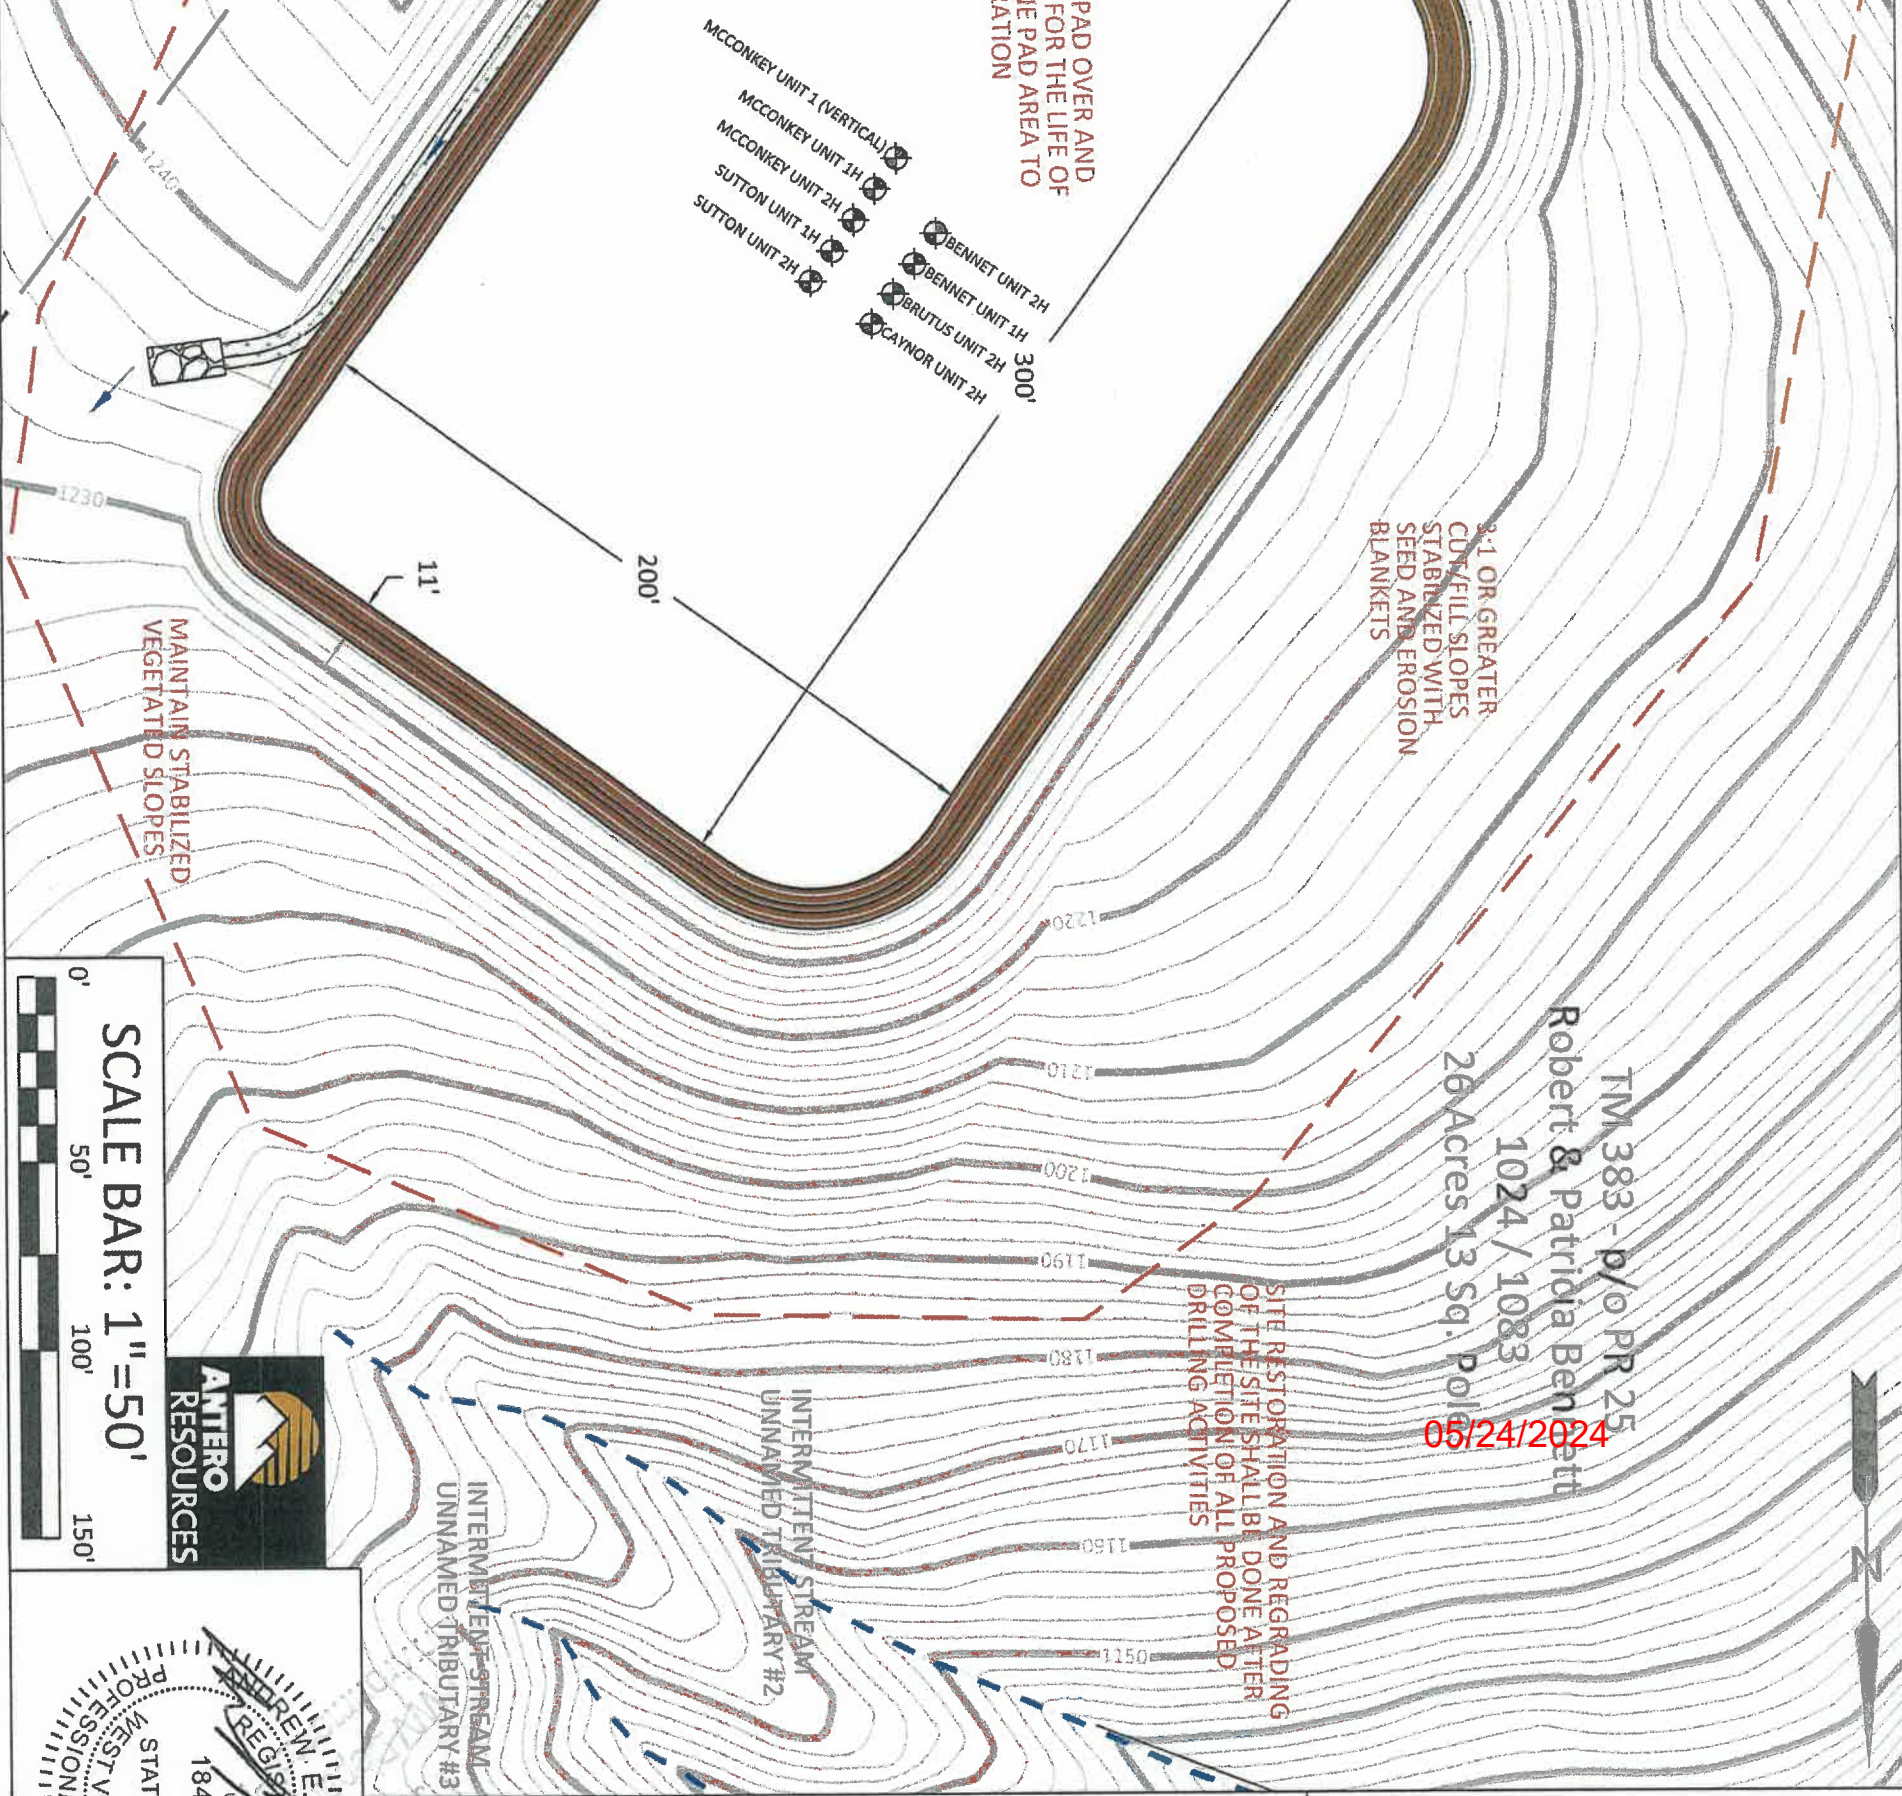 PAD OVER AND
FOR THE LIFE OF
PAD AREA TO
MCCONKEY UNIT 1 (VERTICAL)
MCCONKEY UNIT 1H
MCCONKEY UNIT 2H
SUTTON UNIT 1H
SUTTON UNIT 2H
BENNET UNIT 2H
BENNET UNIT 1H
BRUTUS UNIT 2H
CAYNOR UNIT 2H
300'
200'
11'
1240
1230
1220
1210
1200
1190
1180
1170
1160
1150
3:1 OR GREATER
CUT/FILL SLOPES
STABILIZED WITH
SEED AND EROSION
BLANKETS
MAINTAIN STABILIZED
VEGETATED SLOPES
TM 383 - p/o PR 25
Robert & Patricia Bennett
1024 / 1083
26 Acres 13 Sq. Pole
05/24/2024
SITE RESTORATION AND REGRADING
OF THE SITE SHALL BE DONE AFTER
COMPLETION OF ALL PROPOSED
DRILLING ACTIVITIES
INTERMITTENT STREAM
UNNAMED TRIBUTARY #2
INTERMITTENT STREAM
UNNAMED TRIBUTARY #3
N
SCALE BAR: 1"=50'
0' 50' 100' 150'
ANTERO
RESOURCES
ANDREW
WEST V